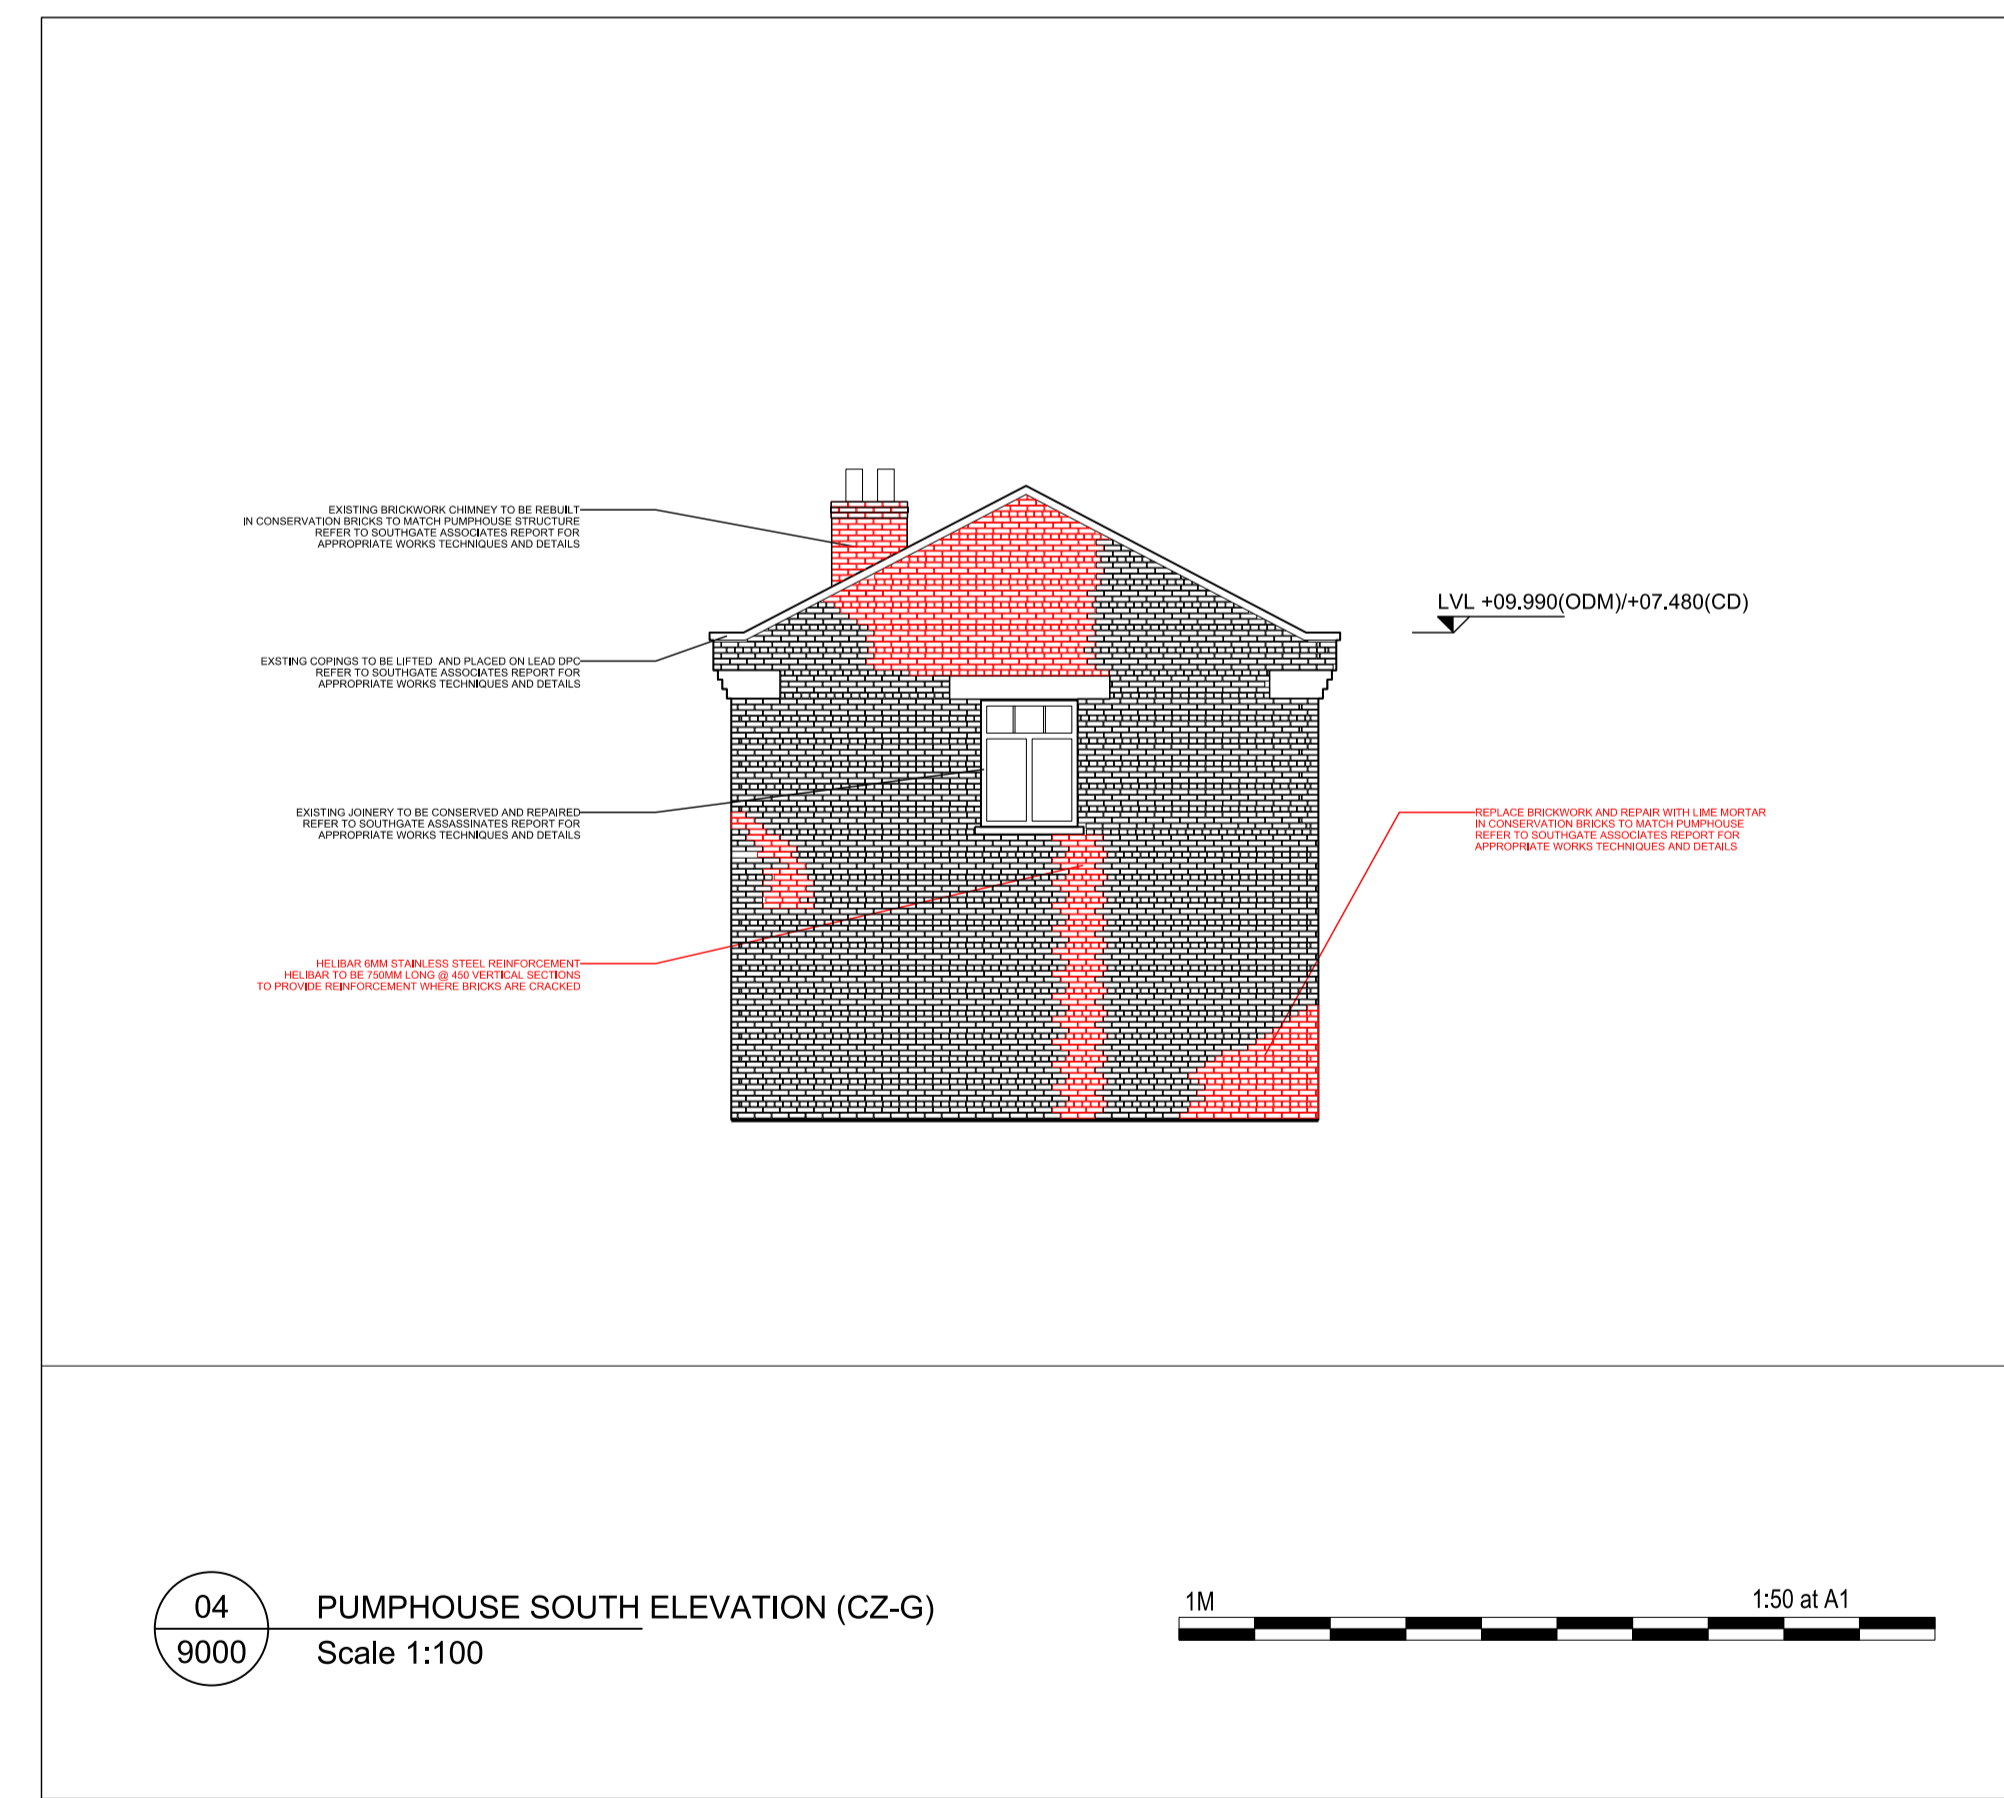 EXISTING BRICKWORK CHIMNEY TO BE REBUILT
IN CONSERVATION BRICKS TO MATCH PUMPHOUSE STRUCTURE
REFER TO SOUTHGATE ASSOCIATES REPORT FOR
APPROPRIATE WORKS TECHNIQUES AND DETAILS
LVL +09.990(ODM)/+07.480(CD)
EXSTING COPINGS TO BE LIFTED AND PLACED ON LEAD DPC
REFER TO SOUTHGATE ASSOCIATES REPORT FOR
APPROPRIATE WORKS TECHNIQUES AND DETAILS
EXISTING JOINERY TO BE CONSERVED AND REPAIRED
REFER TO SOUTHGATE ASSASSINATES REPORT FOR
APPROPRIATE WORKS TECHNIQUES AND DETAILS
REPLACE BRICKWORK AND REPAIR WITH LIME MORTAR
IN CONSERVATION BRICKS TO MATCH PUMPHOUSE
REFER TO SOUTHGATE ASSOCIATES REPORT FOR
APPROPRIATE WORKS TECHNIQUES AND DETAILS
HELIBAR 6MM STAINLESS STEEL REINFORCEMENT
HELIBAR TO BE 750MM LONG @ 450 VERTICAL SECTIONS
TO PROVIDE REINFORCEMENT WHERE BRICKS ARE CRACKED
04
9000
PUMPHOUSE SOUTH ELEVATION (CZ-G)
Scale 1:100
1M
1:50 at A1